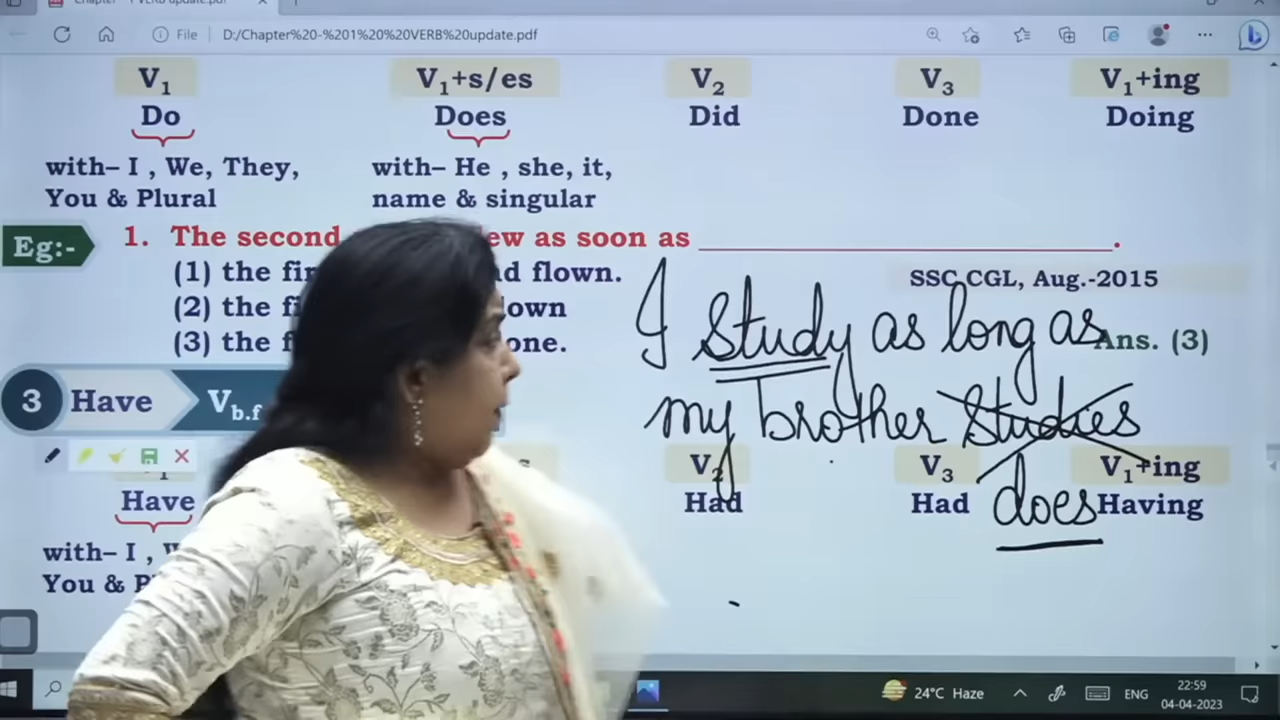 Chapter - 1 VERB update.pdf
File D:/Chapter%20-%201%20%20VERB%20update.pdf
V1 V1+s/es V2 V3 V1+ing
Do Does Did Done Doing
with– I , We, They, with– He , she, it,
You & Plural name & singular
Eg:- 1. The second ew as soon as ______________.
(1) the fir d flown.
SSC CGL, Aug.-2015
(2) the fi own
(3) the f one. Ans. (3)
I study as long as
my brother studies
does
3 Have Vb.f
V2 V3 V1+ing
Have Had Had Having
with– I ,
You & P
24°C Haze ENG 22:59
04-04-2023